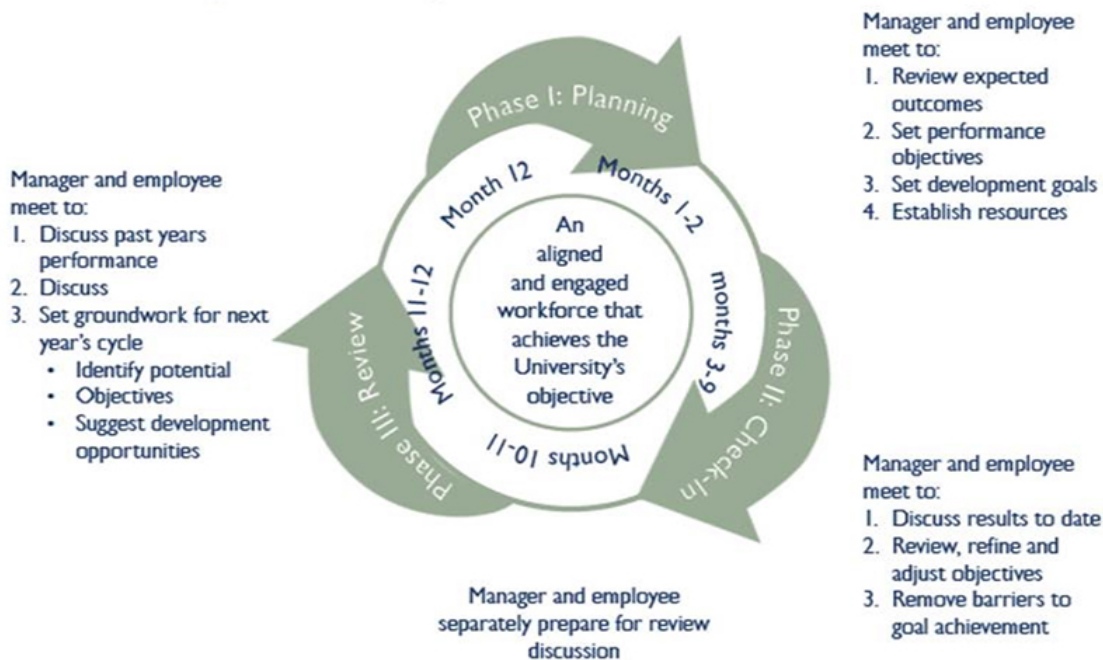 Phase I: Planning
Month 12
Months 1-2
months 3-9
Phase II: Check-In
Months 10-11
Months 11-12
Phase III: Review
An
aligned
and engaged
workforce that
achieves the
University's
objective
Manager and employee
meet to:
1. Review expected
outcomes
2. Set performance
objectives
3. Set development goals
4. Establish resources
Manager and employee
meet to:
1. Discuss results to date
2. Review, refine and
adjust objectives
3. Remove barriers to
goal achievement
Manager and employee
separately prepare for review
discussion
Manager and employee
meet to:
1. Discuss past years
performance
2. Discuss
3. Set groundwork for next
year's cycle
• Identify potential
• Objectives
• Suggest development
opportunities